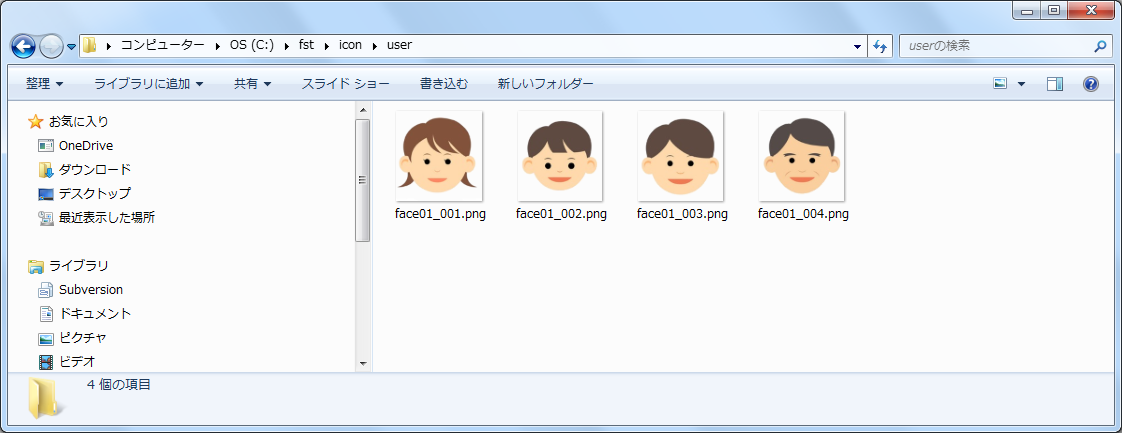 コンピューター OS (C:) fst icon user
userの検索
整理 ライブラリに追加 共有 スライド ショー 書き込む 新しいフォルダー
お気に入り
OneDrive
ダウンロード
デスクトップ
最近表示した場所
ライブラリ
Subversion
ドキュメント
ピクチャ
ビデオ
face01_001.png face01_002.png face01_003.png face01_004.png
4 個の項目